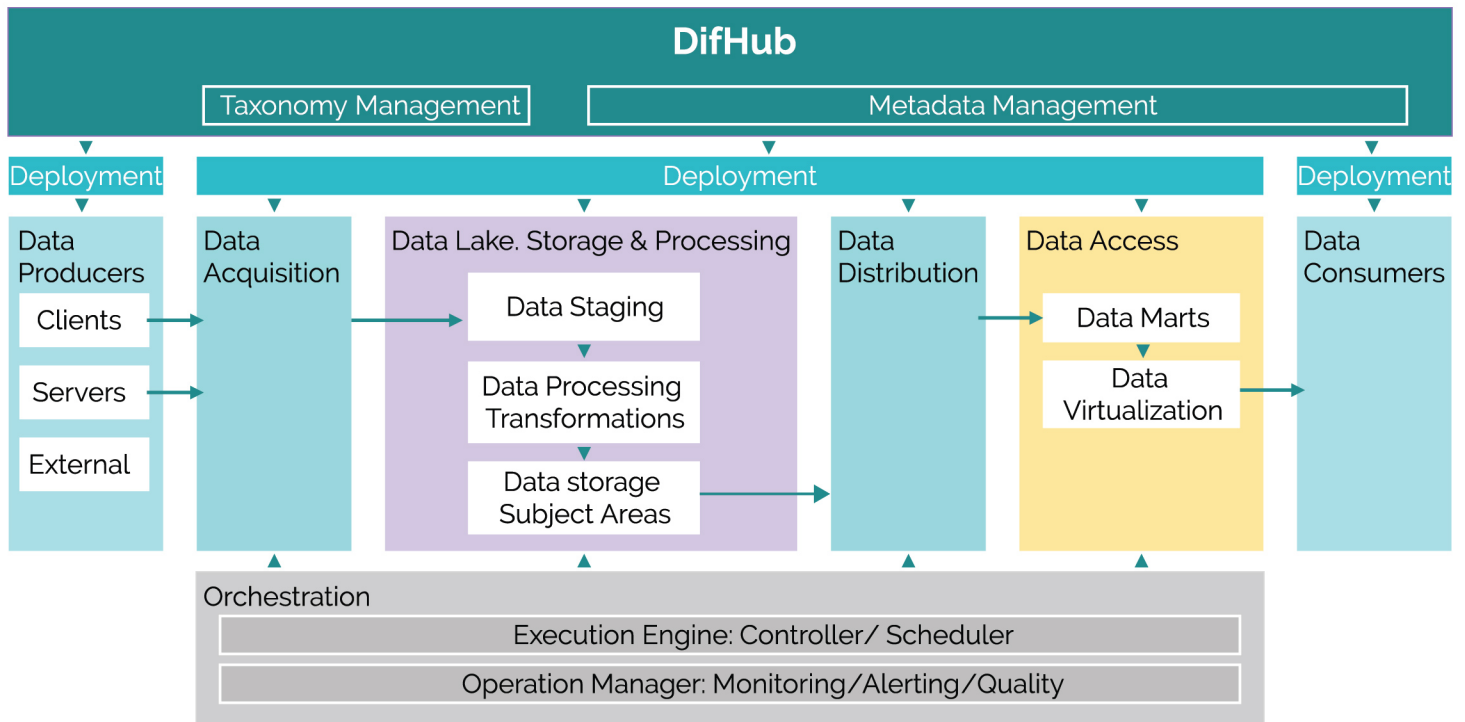 DifHub
Taxonomy Management
Metadata Management
Deployment
Deployment
Deployment
Data
Producers
Clients
Servers
External
Data
Acquisition
Data Lake. Storage & Processing
Data Staging
Data Processing
Transformations
Data storage
Subject Areas
Data
Distribution
Data Access
Data Marts
Data
Virtualization
Data
Consumers
Orchestration
Execution Engine: Controller/ Scheduler
Operation Manager: Monitoring/Alerting/Quality